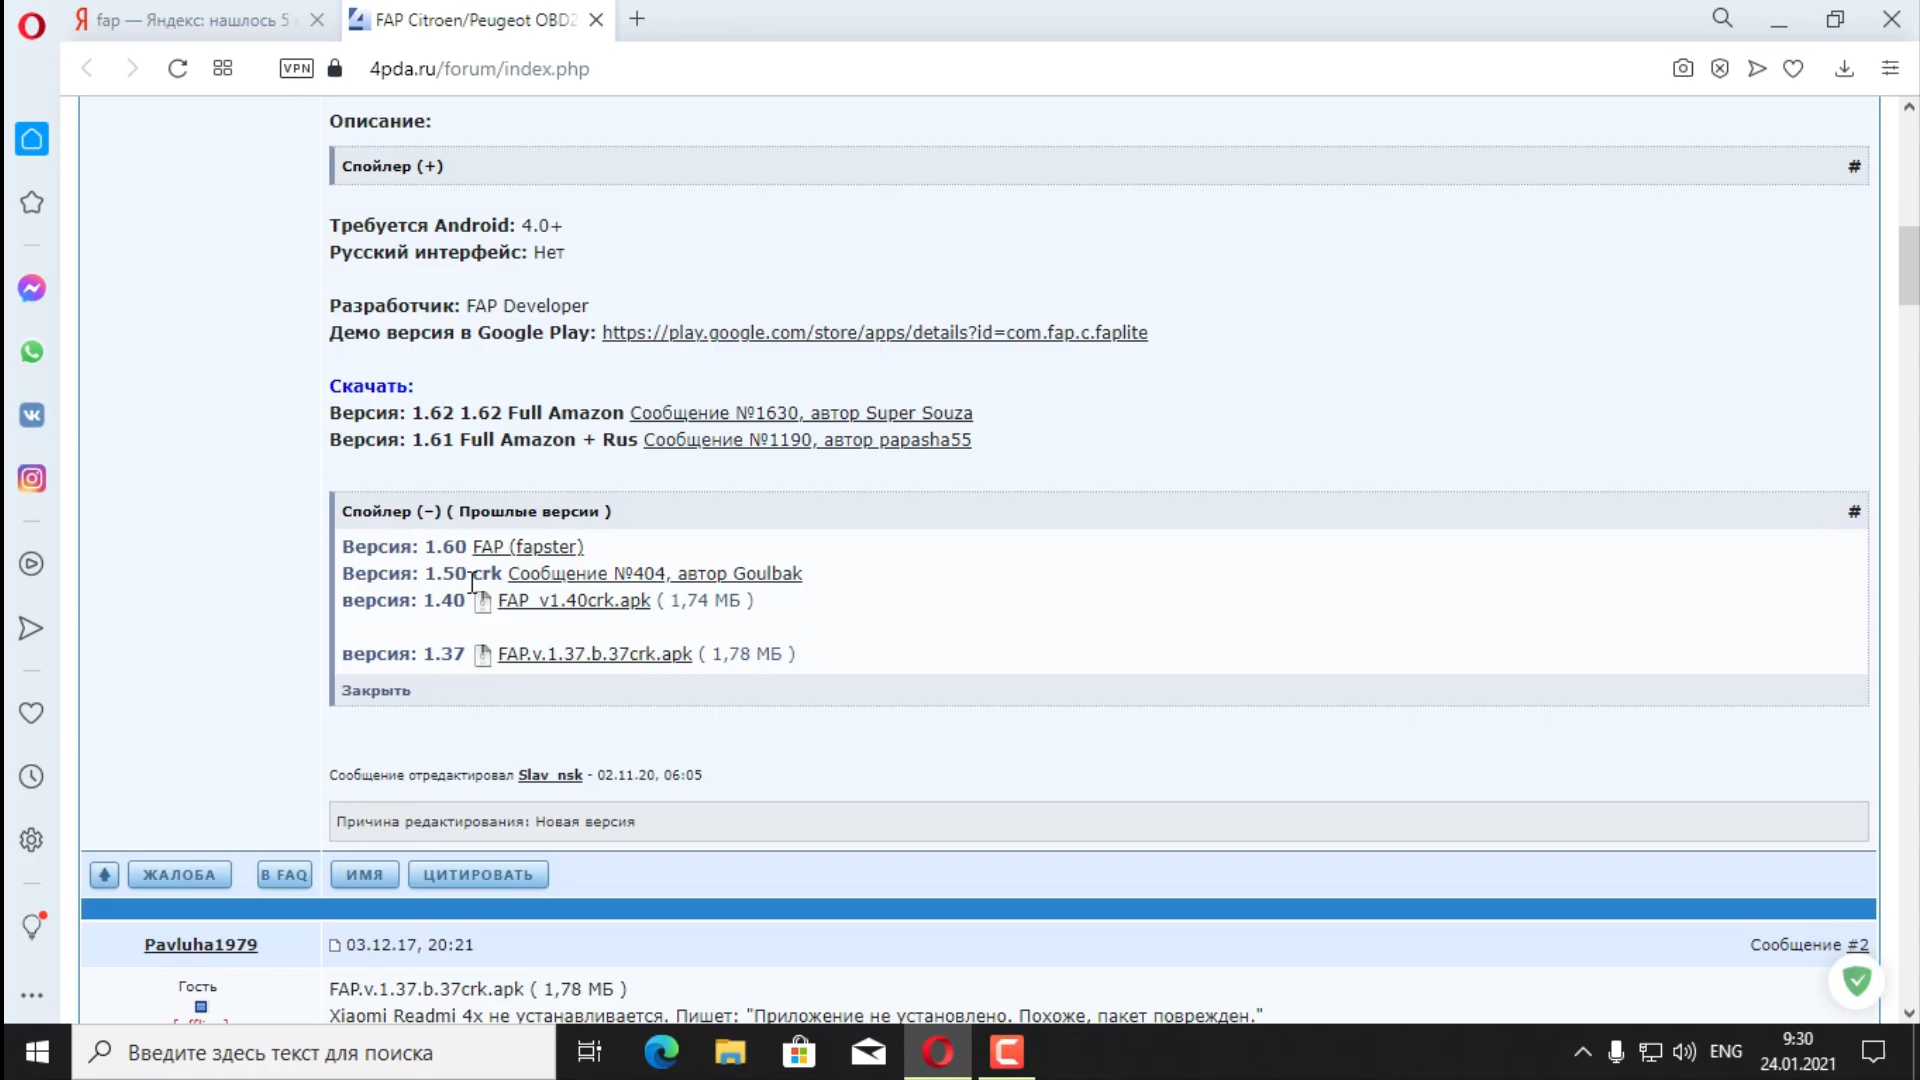 fap — Яндекс: нашлось 5
FAP Citroen/Peugeot OBD2
VPN
4pda.ru/forum/index.php
Описание:
Спойлер (+)
#
Требуется Android: 4.0+
Русский интерфейс: Нет
Разработчик: FAP Developer
Демо версия в Google Play: https://play.google.com/store/apps/details?id=com.fap.c.faplite
Скачать:
Версия: 1.62 1.62 Full Amazon Сообщение №1630, автор Super Souza
Версия: 1.61 Full Amazon + Rus Сообщение №1190, автор papasha55
Спойлер (−) ( Прошлые версии )
#
Версия: 1.60 FAP (fapster)
Версия: 1.50 crk Сообщение №404, автор Goulbak
версия: 1.40 FAP_v1.40crk.apk ( 1,74 МБ )
версия: 1.37 FAP.v.1.37.b.37crk.apk ( 1,78 МБ )
Закрыть
Сообщение отредактировал Slav_nsk - 02.11.20, 06:05
Причина редактирования: Новая версия
ЖАЛОБА
В FAQ
ИМЯ
ЦИТИРОВАТЬ
Pavluha1979
03.12.17, 20:21
Сообщение #2
Гость
FAP.v.1.37.b.37crk.apk ( 1,78 МБ )
Xiaomi Readmi 4x не устанавливается. Пишет: "Приложение не установлено. Похоже, пакет поврежден."
Введите здесь текст для поиска
ENG
9:30
24.01.2021